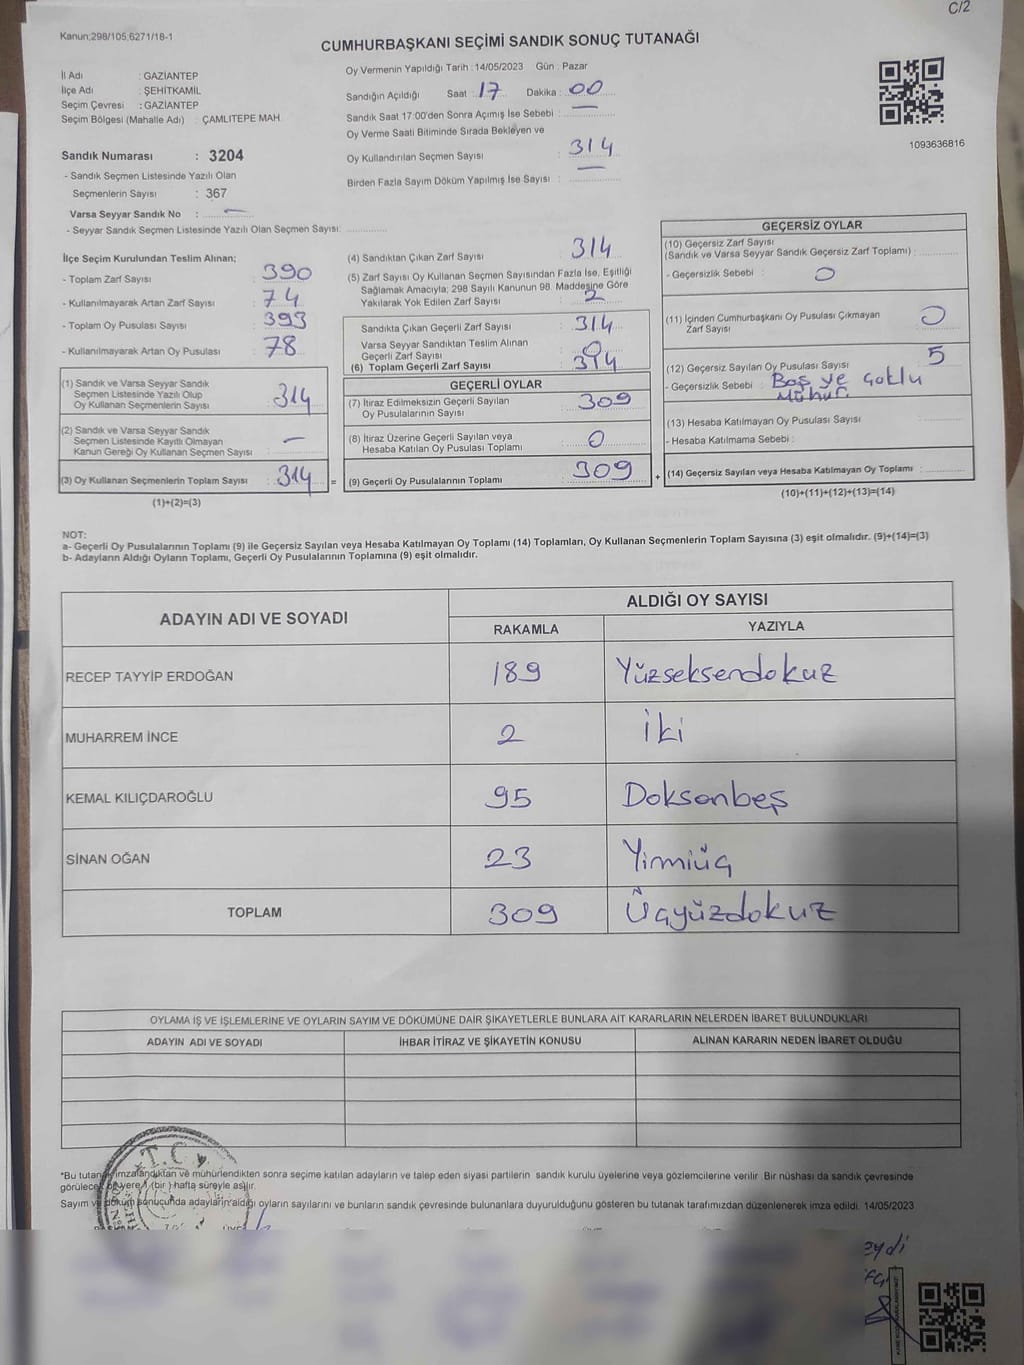 C/2
Kanun;298/105,6271/18-1
CUMHURBAŞKANI SEÇİMİ SANDIK SONUÇ TUTANAĞI
İl Adı : GAZİANTEP
İlçe Adı : ŞEHİTKAMİL
Seçim Çevresi : GAZİANTEP
Seçim Bölgesi (Mahalle Adı) : ÇAMLITEPE MAH
Oy Vermenin Yapıldığı Tarih : 14/05/2023 Gün : Pazar
Sandığın Açıldığı Saat : 17 Dakika : 00
Sandık Saat 17:00'den Sonra Açımış İse Sebebi : —
Oy Verme Saati Bitiminde Sırada Bekleyen ve
Oy Kullandırılan Seçmen Sayısı : 314
Birden Fazla Sayım Döküm Yapılmış İse Sayısı : —
1093636816
Sandık Numarası : 3204
- Sandık Seçmen Listesinde Yazılı Olan
Seçmenlerin Sayısı : 367
Varsa Seyyar Sandık No : —
- Seyyar Sandık Seçmen Listesinde Yazılı Olan Seçmen Sayısı:
İlçe Seçim Kurulundan Teslim Alınan;
- Toplam Zarf Sayısı : 390
- Kullanılmayarak Artan Zarf Sayısı : 74
- Toplam Oy Pusulası Sayısı : 393
- Kullanılmayarak Artan Oy Pusulası : 78
(1) Sandık ve Varsa Seyyar Sandık
Seçmen Listesinde Yazılı Olup
Oy Kullanan Seçmenlerin Sayısı : 314
(2) Sandık ve Varsa Seyyar Sandık
Seçmen Listesinde Kayıtlı Olmayan
Kanun Gereği Oy Kullanan Seçmen Sayısı : —
(3) Oy Kullanan Seçmenlerin Toplam Sayısı : 314 =
(1)+(2)=(3)
(4) Sandıktan Çıkan Zarf Sayısı : 314
(5) Zarf Sayısı Oy Kullanan Seçmen Sayısından Fazla İse, Eşitliği
Sağlamak Amacıyla; 298 Sayılı Kanunun 98. Maddesine Göre
Yakılarak Yok Edilen Zarf Sayısı : 2
Sandıkta Çıkan Geçerli Zarf Sayısı : 314
Varsa Seyyar Sandıktan Teslim Alınan
Geçerli Zarf Sayısı : 0
(6) Toplam Geçerli Zarf Sayısı : 314
GEÇERLİ OYLAR
(7) İtiraz Edilmeksizin Geçerli Sayılan
Oy Pusulalarının Sayısı : 309
(8) İtiraz Üzerine Geçerli Sayılan veya
Hesaba Katılan Oy Pusulası Toplamı : 0
(9) Geçerli Oy Pusulalarının Toplamı : 309 +
GEÇERSİZ OYLAR
(10) Geçersiz Zarf Sayısı
(Sandık ve Varsa Seyyar Sandık Geçersiz Zarf Toplamı) :
- Geçersizlik Sebebi : 0
(11) İçinden Cumhurbaşkanı Oy Pusulası Çıkmayan
Zarf Sayısı : 0
(12) Geçersiz Sayılan Oy Pusulası Sayısı : 5
- Geçersizlik Sebebi : Boş ve Çoklu
Mühür
(13) Hesaba Katılmayan Oy Pusulası Sayısı :
- Hesaba Katılmama Sebebi :
(14) Geçersiz Sayılan veya Hesaba Katılmayan Oy Toplamı :
(10)+(11)+(12)+(13)=(14)
NOT:
a- Geçerli Oy Pusulalarının Toplamı (9) ile Geçersiz Sayılan veya Hesaba Katılmayan Oy Toplamı (14) Toplamları, Oy Kullanan Seçmenlerin Toplam Sayısına (3) eşit olmalıdır. (9)+(14)=(3)
b- Adayların Aldığı Oyların Toplamı, Geçerli Oy Pusulalarının Toplamına (9) eşit olmalıdır.
ADAYIN ADI VE SOYADI ALDIĞI OY SAYISI
RAKAMLA YAZIYLA
RECEP TAYYİP ERDOĞAN 189 Yüzseksendokuz
MUHARREM İNCE 2 İki
KEMAL KILIÇDAROĞLU 95 Doksanbeş
SİNAN OĞAN 23 Yirmiüç
TOPLAM 309 Üçyüzdokuz
OYLAMA İŞ VE İŞLEMLERİNE VE OYLARIN SAYIM VE DÖKÜMÜNE DAİR ŞİKAYETLERLE BUNLARA AİT KARARLARIN NELERDEN İBARET BULUNDUKLARI
ADAYIN ADI VE SOYADI İHBAR İTİRAZ VE ŞİKAYETİN KONUSU ALINAN KARARIN NEDEN İBARET OLDUĞU
T.C.
*Bu tutanak imzalandıktan ve mühürlendikten sonra seçime katılan adayların ve talep eden siyasi partilerin sandık kurulu üyelerine veya gözlemcilerine verilir. Bir nüshası da sandık çevresinde
görülecek bir yere 1 (bir ) hafta süreyle asılır.
Sayım ve döküm sonucunda adayların aldığı oyların sayılarını ve bunların sandık çevresinde bulunanlara duyurulduğunu gösteren bu tutanak tarafımızdan düzenlenerek imza edildi. 14/05/2023